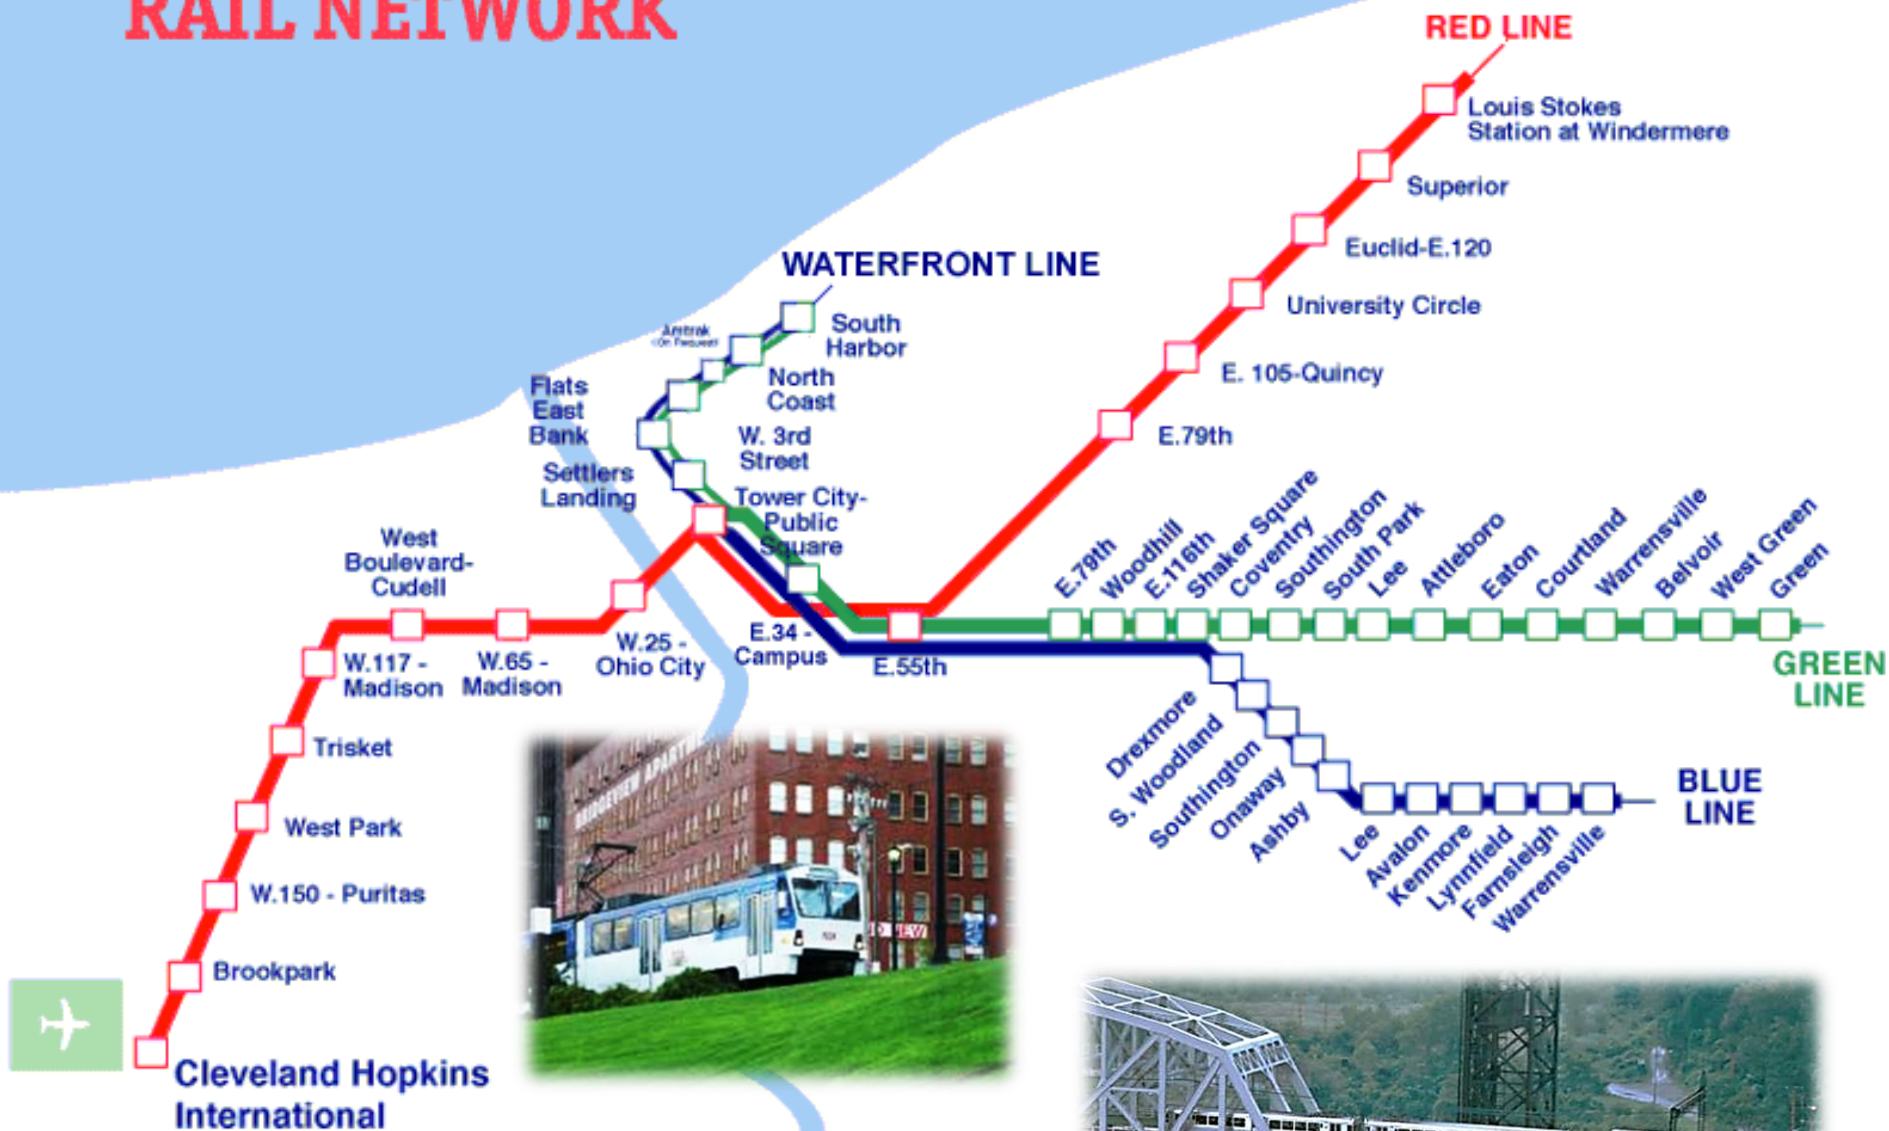 RAIL NETWORK
RED LINE
Louis Stokes
Station at Windermere
Superior
Euclid-E.120
University Circle
E. 105-Quincy
E.79th
WATERFRONT LINE
South
Harbor
Amtrak
(On Request)
North
Coast
Flats
East
Bank
W. 3rd
Street
Settlers
Landing
Tower City-
Public
Square
West
Boulevard-
Cudell
W.117 -
Madison
W.65 -
Madison
W.25 -
Ohio City
E.34 -
Campus
E.55th
E.79th
Woodhill
E.116th
Shaker Square
Coventry
Southington
South Park
Lee
Attleboro
Eaton
Courtland
Warrensville
Belvoir
West Green
Green
GREEN
LINE
Drexmore
S. Woodland
Southington
Onaway
Ashby
Lee
Avalon
Kenmore
Lynnfield
Farnsleigh
Warrensville
BLUE
LINE
Trisket
West Park
W.150 - Puritas
Brookpark
Cleveland Hopkins
International